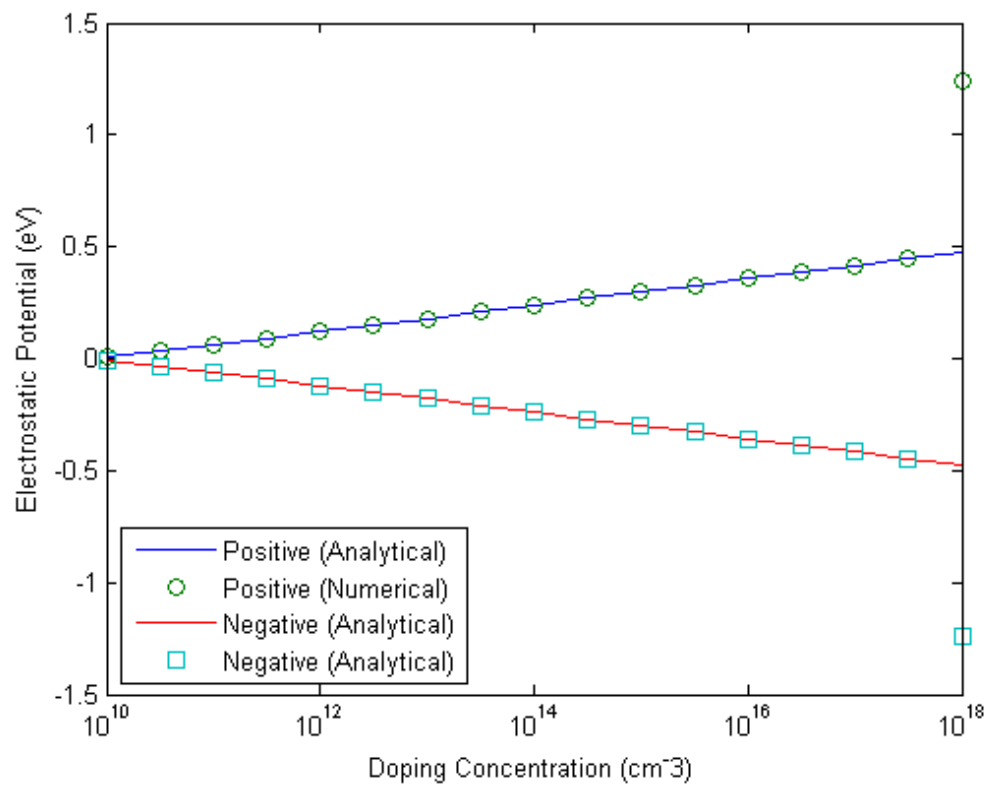 1.5
1
0.5
0
-0.5
-1
-1.5
Electrostatic Potential (eV)
Positive (Analytical)
Positive (Numerical)
Negative (Analytical)
Negative (Analytical)
10^10 10^12 10^14 10^16 10^18
Doping Concentration (cm⁻3)